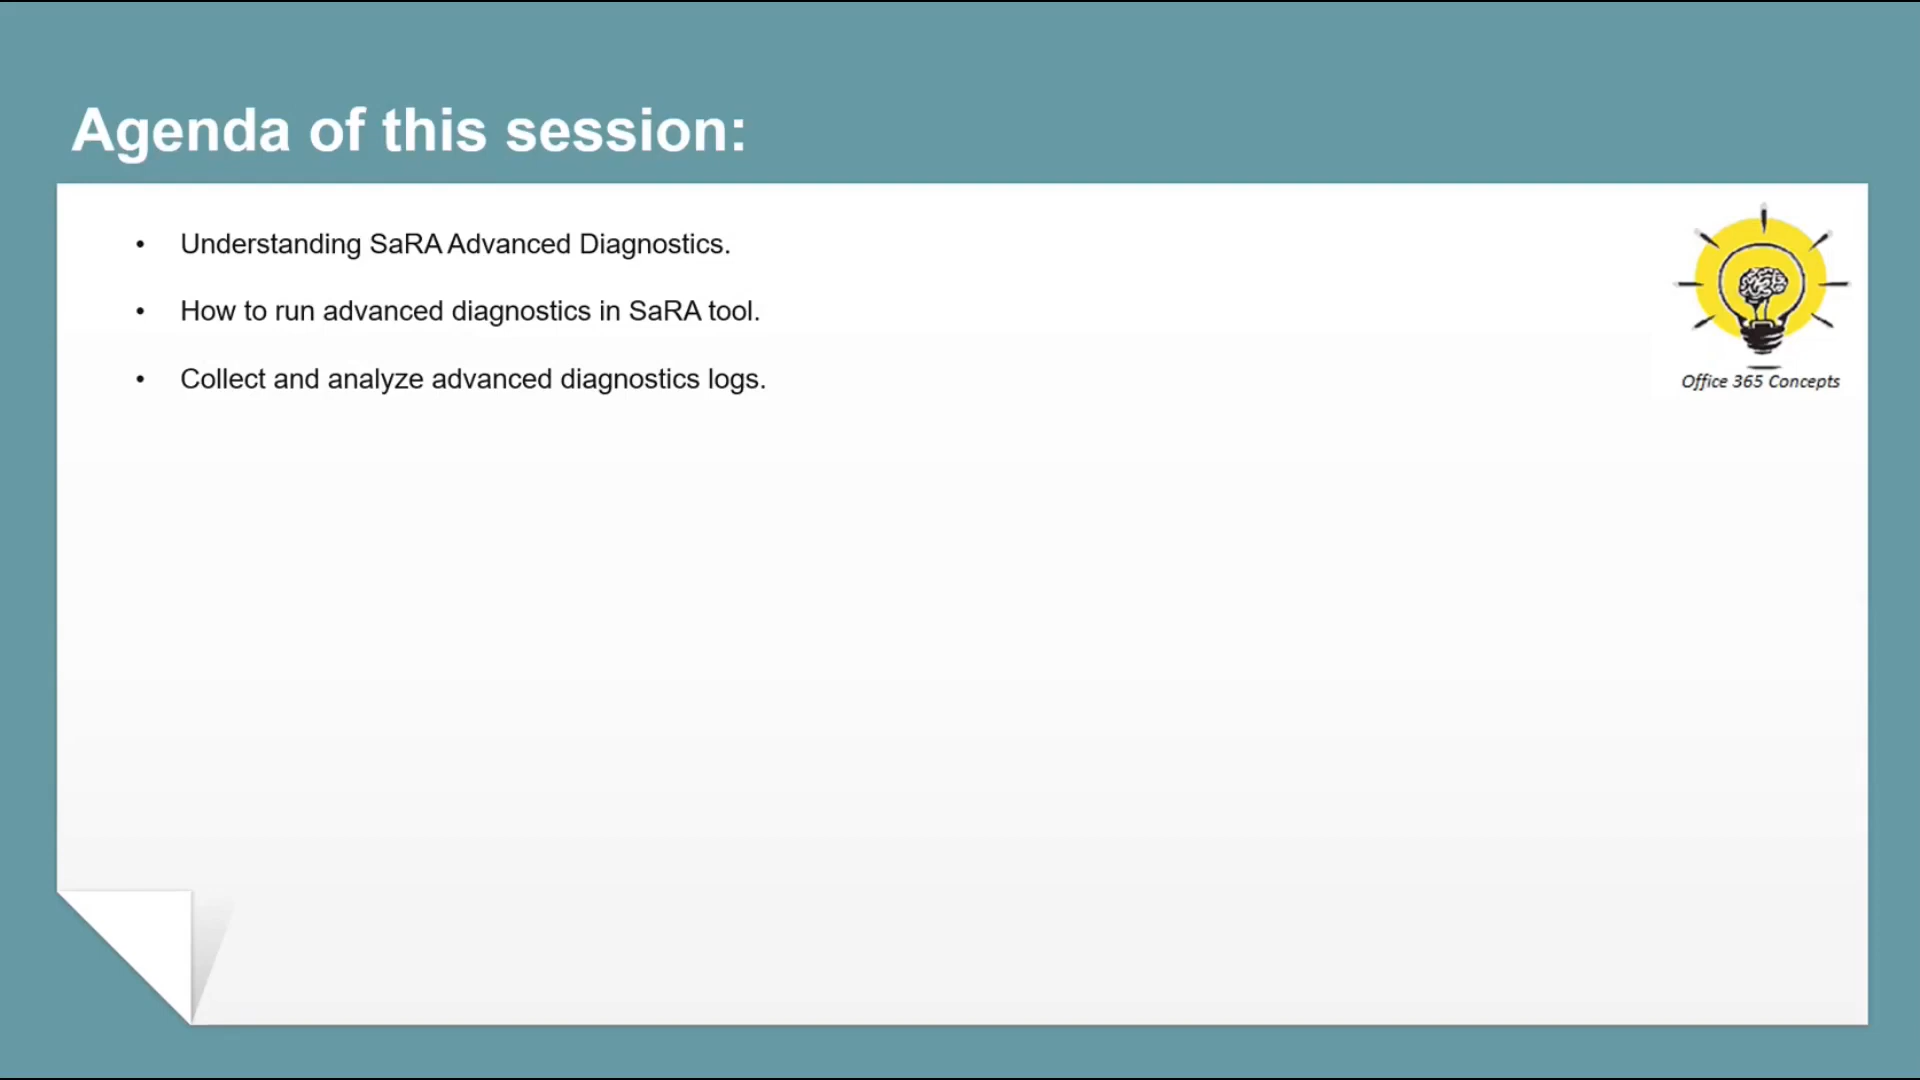 Agenda of this session:
• Understanding SaRA Advanced Diagnostics.
• How to run advanced diagnostics in SaRA tool.
• Collect and analyze advanced diagnostics logs.
Office 365 Concepts